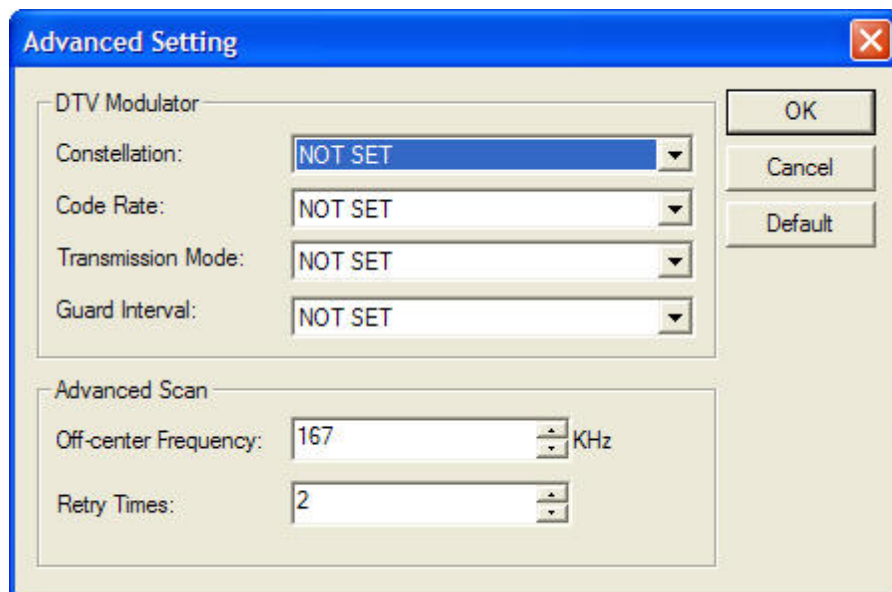 Advanced Setting
DTV Modulator
Constellation: NOT SET
Code Rate: NOT SET
Transmission Mode: NOT SET
Guard Interval: NOT SET
OK
Cancel
Default
Advanced Scan
Off-center Frequency: 167 KHz
Retry Times: 2